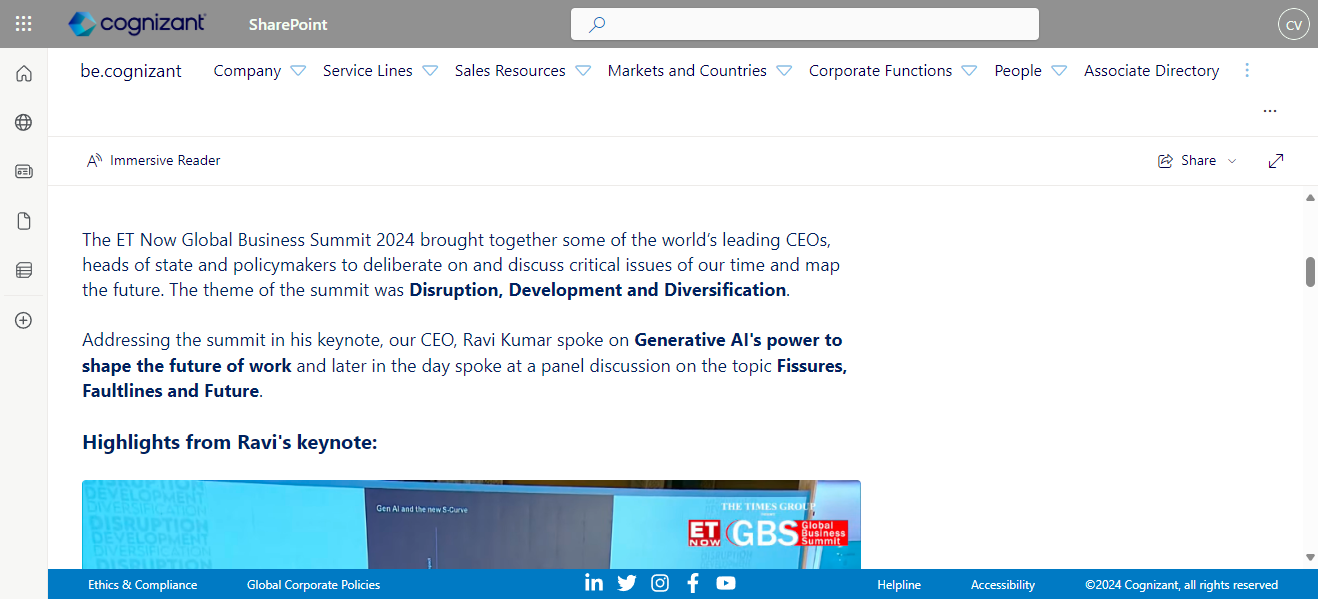 cognizant SharePoint
CV
be.cognizant Company Service Lines Sales Resources Markets and Countries Corporate Functions People Associate Directory
Immersive Reader Share
The ET Now Global Business Summit 2024 brought together some of the world’s leading CEOs,
heads of state and policymakers to deliberate on and discuss critical issues of our time and map
the future. The theme of the summit was Disruption, Development and Diversification.
Addressing the summit in his keynote, our CEO, Ravi Kumar spoke on Generative AI's power to
shape the future of work and later in the day spoke at a panel discussion on the topic Fissures,
Faultlines and Future.
Highlights from Ravi's keynote:
DISRUPTION
DEVELOPMENT
DIVERSIFICATION
DISRUPTION
DEVELOPMENT
DIVERSIFICATION
Gen AI and the new S-Curve
THE TIMES GROUP
ET NOW GBS Global Business Summit
Ethics & Compliance Global Corporate Policies in Helpline Accessibility ©2024 Cognizant, all rights reserved